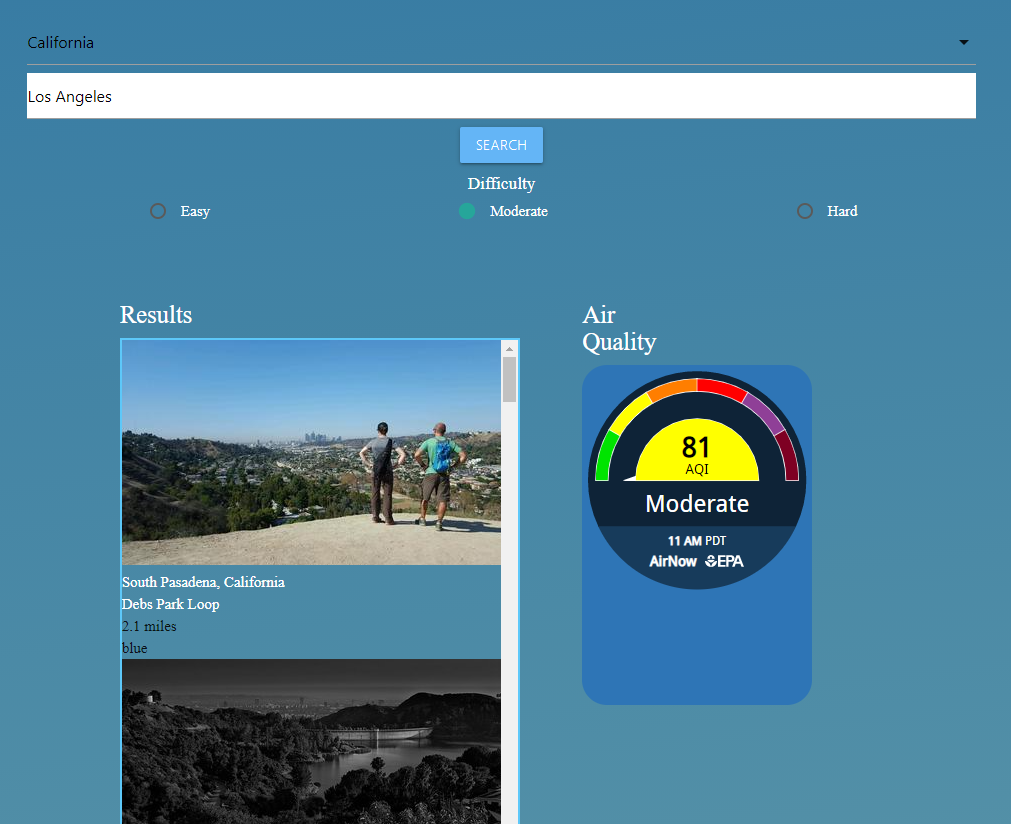 California
Los Angeles
SEARCH
Difficulty
Easy
Moderate
Hard
Results
South Pasadena, California
Debs Park Loop
2.1 miles
blue
Air
Quality
81
AQI
Moderate
11 AM PDT
AirNow EPA